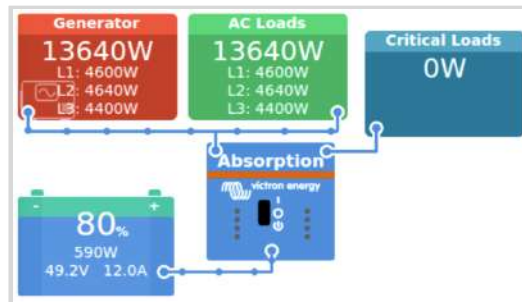 Generator
13640W
L1: 4600W
L2: 4640W
L3: 4400W
AC Loads
13640W
L1: 4600W
L2: 4640W
L3: 4400W
Critical Loads
0W
Absorption
victron energy
I
- +
80%
590W
49.2V 12.0A